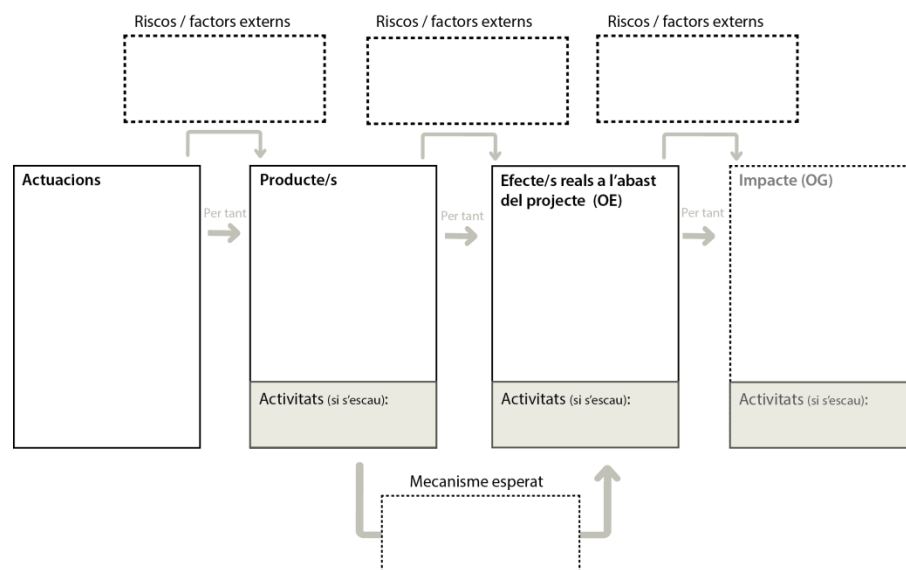 Riscos / factors externs
Riscos / factors externs
Riscos / factors externs
Actuacions
Per tant
Producte/s
Activitats (si s'escau):
Per tant
Efecte/s reals a l'abast
del projecte (OE)
Activitats (si s'escau):
Per tant
Impacte (OG)
Activitats (si s'escau):
Mecanisme esperat